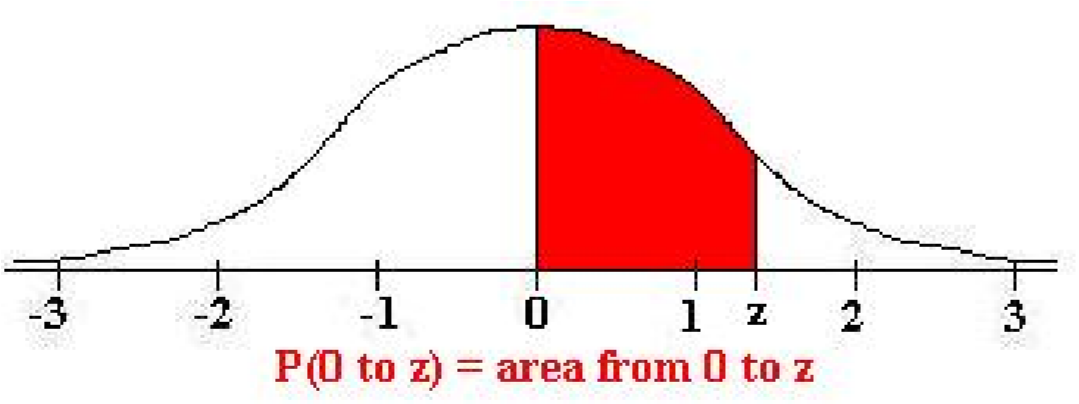 -3 -2 -1 0 1 z 2 3
P(0 to z) = area from 0 to z